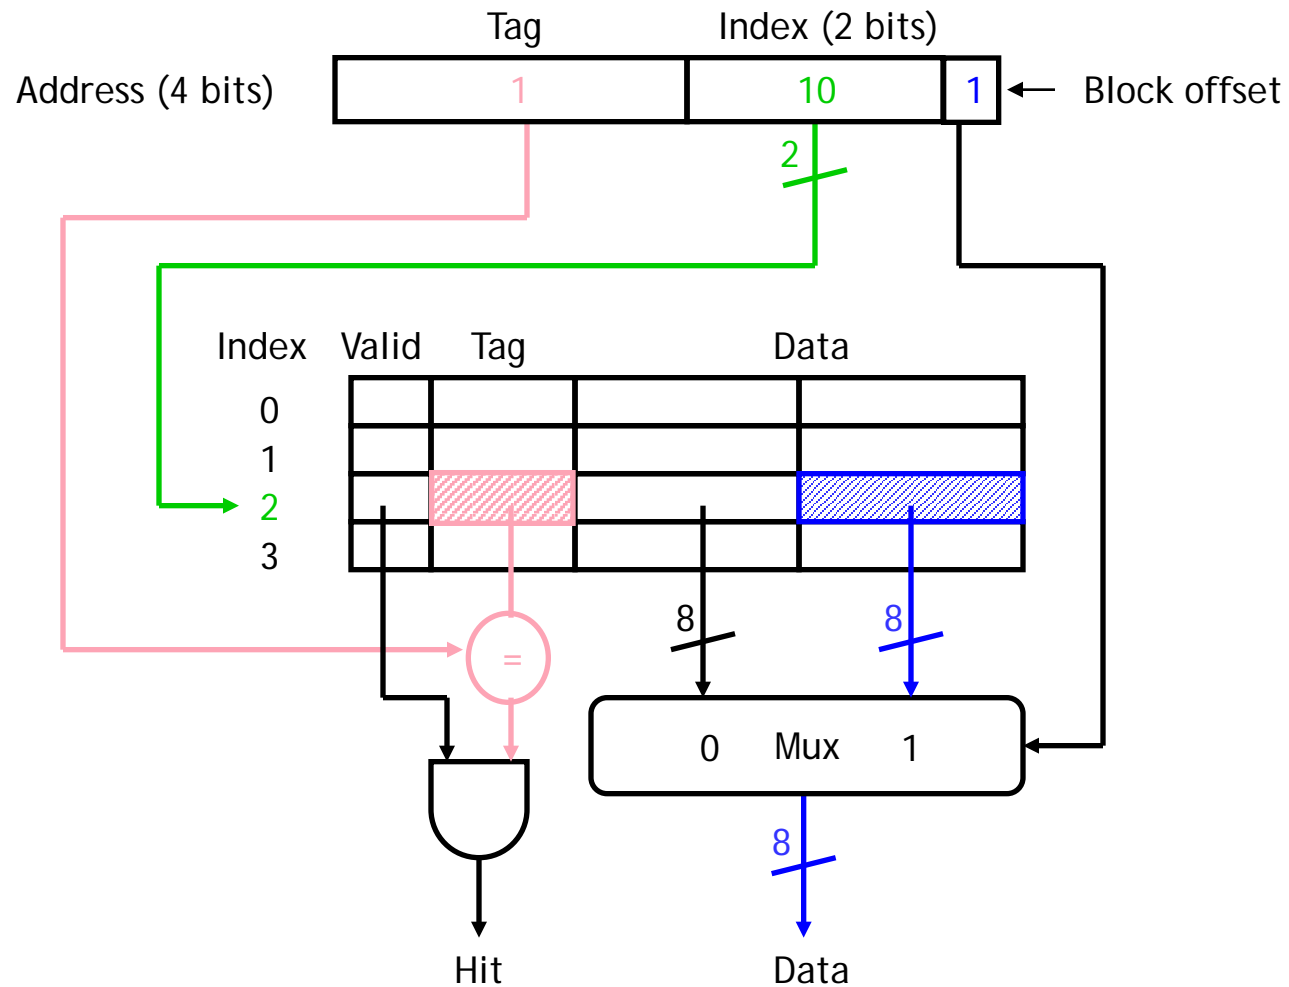 Tag Index (2 bits)
Address (4 bits) 1 10 1 Block offset
2
Index Valid Tag Data
0
1
2
3
8 8
=
0 Mux 1
8
Hit Data